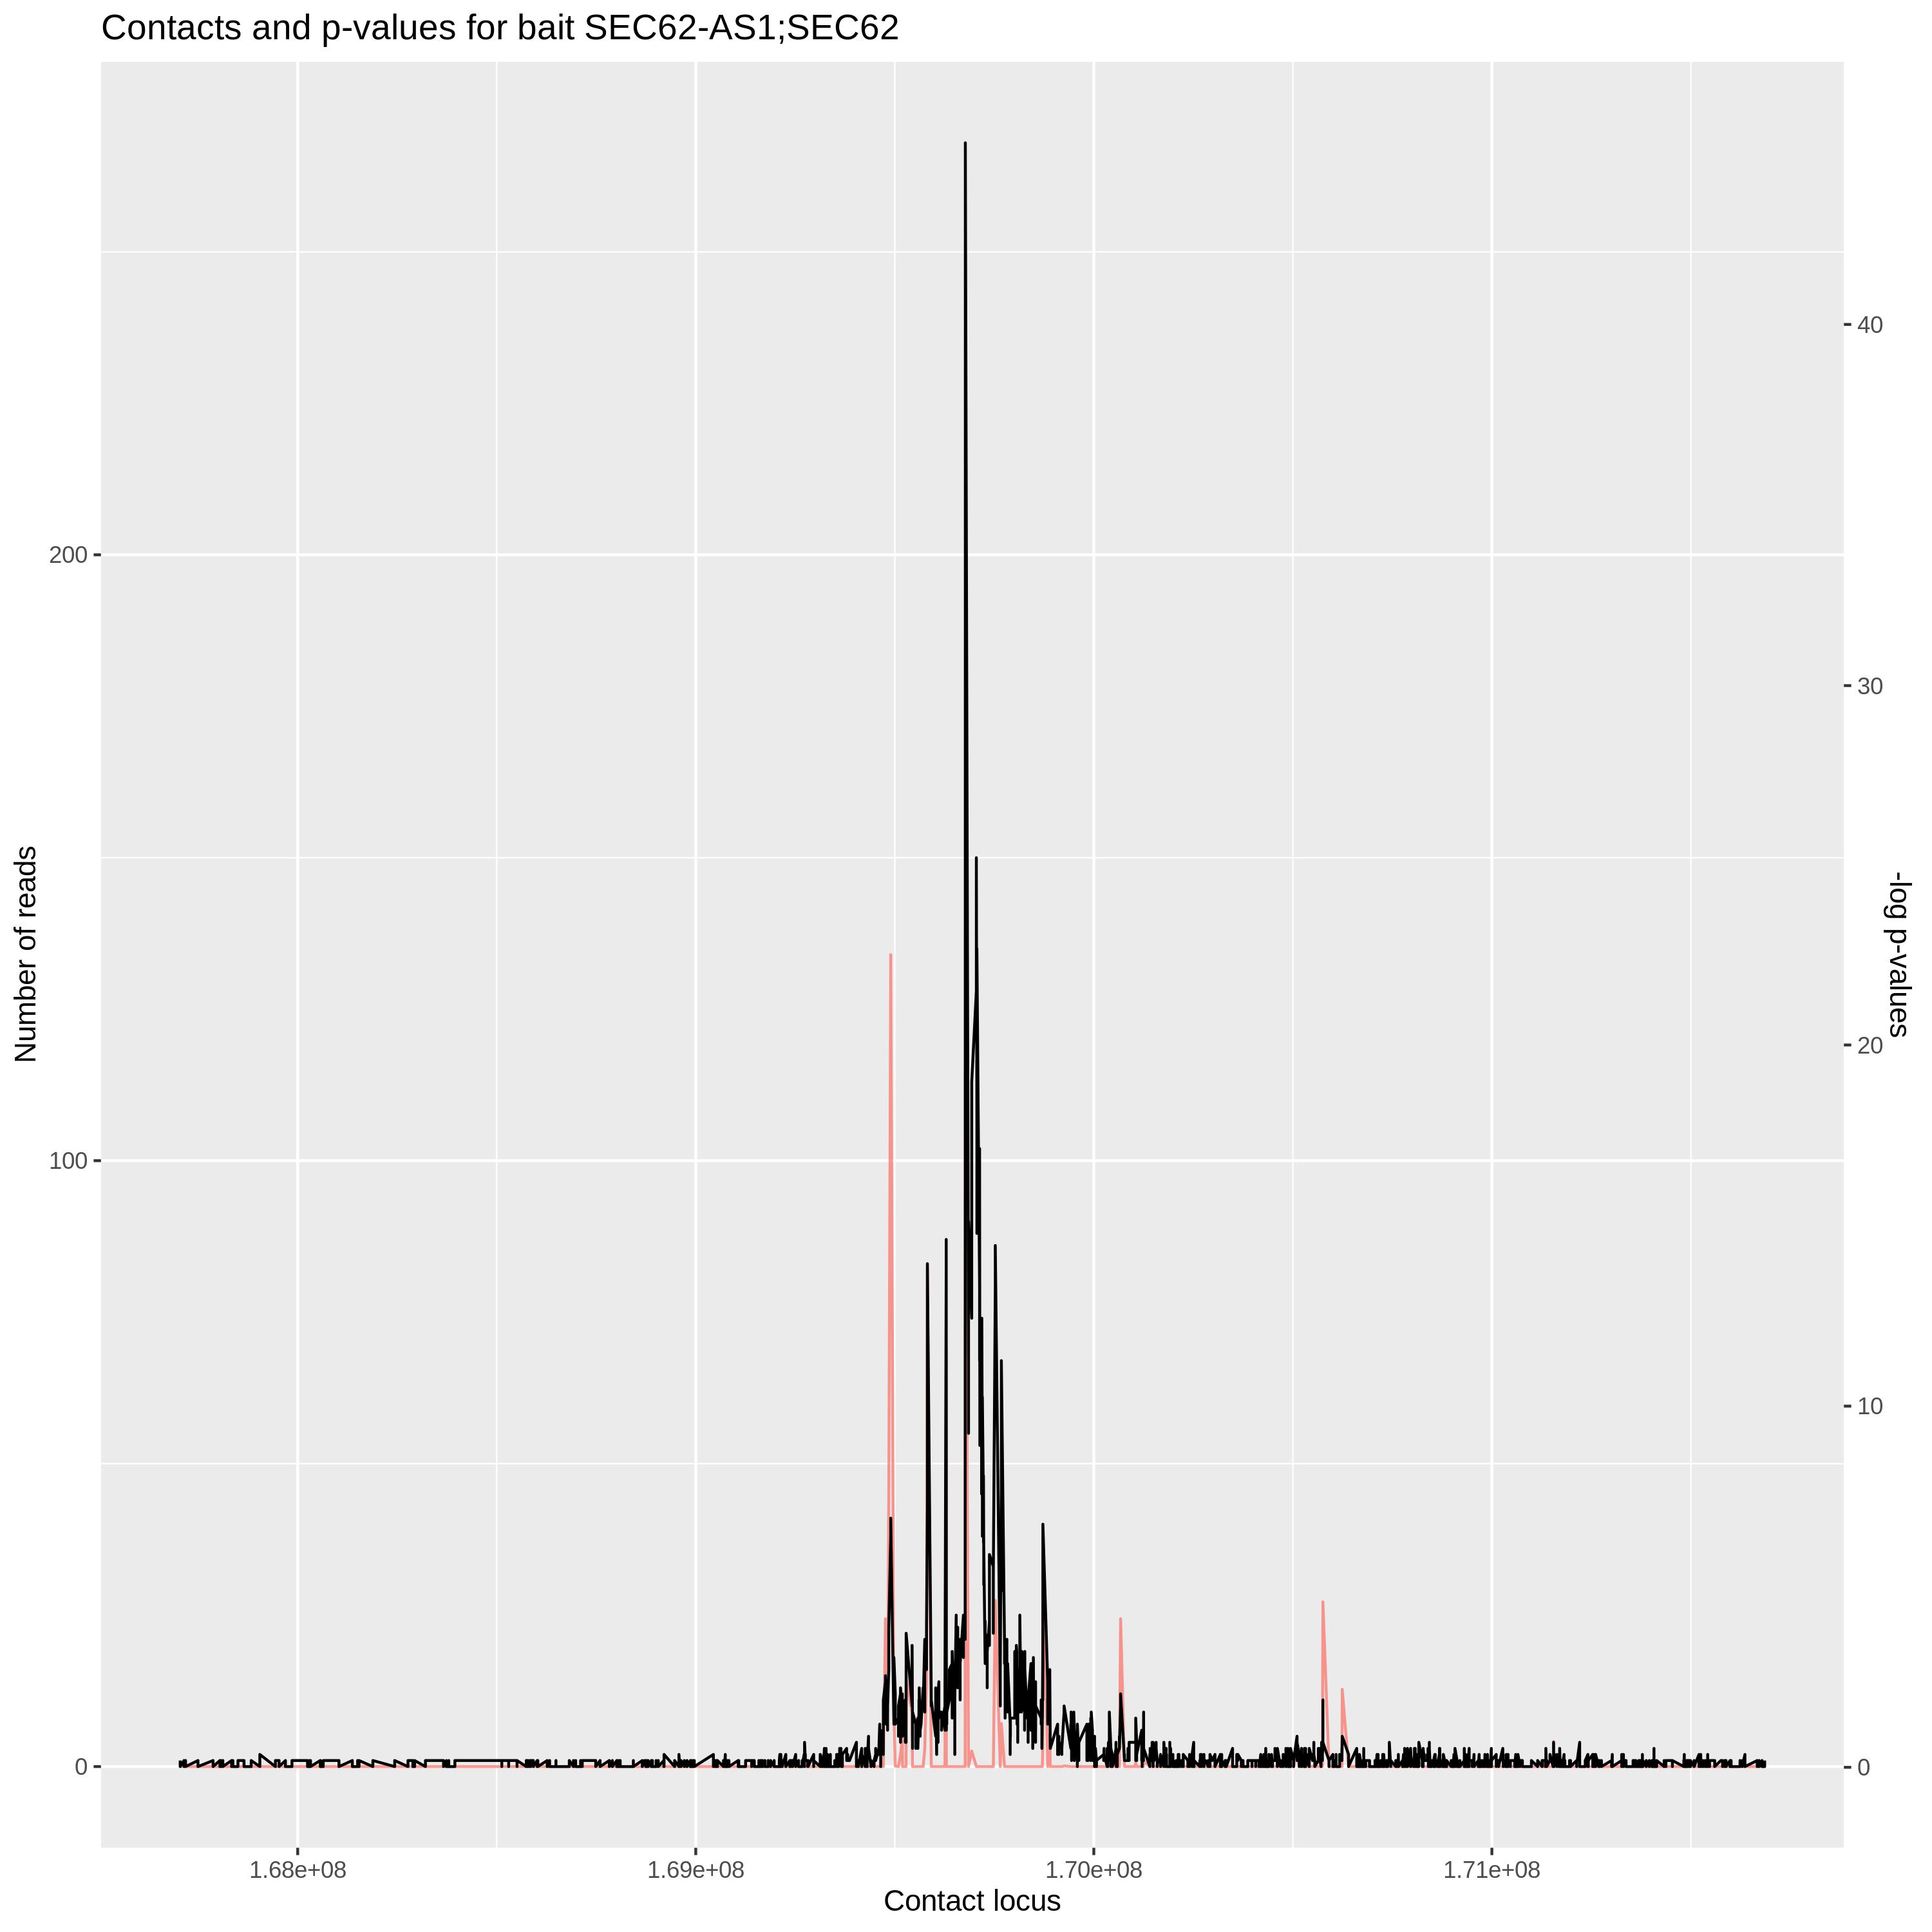 Contacts and p-values for bait SEC62-AS1;SEC62
Number of reads
200
100
0
40
30
20
10
0
-log p-values
1.68e+08
1.69e+08
1.70e+08
1.71e+08
Contact locus